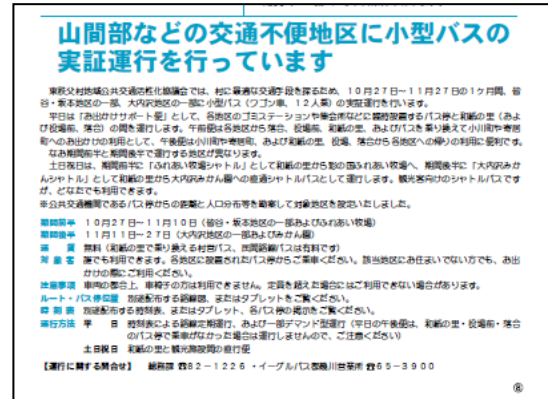 山間部などの交通不便地区に小型バスの
実証運行を行っています
東秩父村地域公共交通活性化協議会では、村に最適な交通手段を探るため、10月27日~11月27日の1ヶ月間、皆
谷・坂本地区の一部、大内沢地区の一部に小型バス(ワゴン車、12人乗)の実証運行を行います。
平日は「お出かけサポート便」として、各地区のゴミステーションや集会所などに臨時設置するバス停と和紙の里(およ
び役場前、落合)の間を運行します。午前便は各地区から落合、役場前、和紙の里、およびバスを乗り換えて小川町や寄居
町へのお出かけの利用として、午後便は小川町や寄居町、および和紙の里、役場、落合から各地区への帰りの利用に便利です。
なお期間前半と期間後半で運行する地区が異なります。
土日祝日は、期間前半に「ふれあい牧場シャトル」として和紙の里から彩の国ふれあい牧場へ、期間後半に「大内沢みか
んシャトル」として和紙の里から大内沢みかん園への直通シャトルバスとして運行します。観光客向けのシャトルバスです
が、どなたでも利用できます。
※公共交通機関であるバス停からの距離と人口分布等を勘案して対象地区を設定いたしました。
期間前半 10月27日~11月10日(皆谷・坂本地区の一部およびふれあい牧場)
期間後半 11月11日~27日(大内沢地区の一部およびみかん園)
運 賃 無料(和紙の里で乗り換える村営バス、民間路線バスは有料です)
対 象 客 誰でも利用できます。各地区に設置されたバス停からご乗車ください。該当地区にお住まいでない方でも、お出
かけの際にご利用ください。
注意事項 車両の都合上、車椅子の方は利用できません。定員を超えた場合にはご利用できない場合があります。
ルート・バス停位置 別途配布する路線図、またはタブレットをご覧ください。
時 刻 表 別途配布する時刻表、またはタブレット、各バス停の掲示をご覧ください。
運行方法 平 日 時刻表による路線定期運行、および一部デマンド型運行(平日の午後便は、和紙の里・役場前・落合
のバス停で乗車がなかった場合は運行しませんので、ご注意ください)
土日祝日 和紙の里と観光施設間の直行便
【運行に関する問合せ】 総務課 ☎82-1226・イーグルバス都幾川営業所 ☎65-3900
⑧